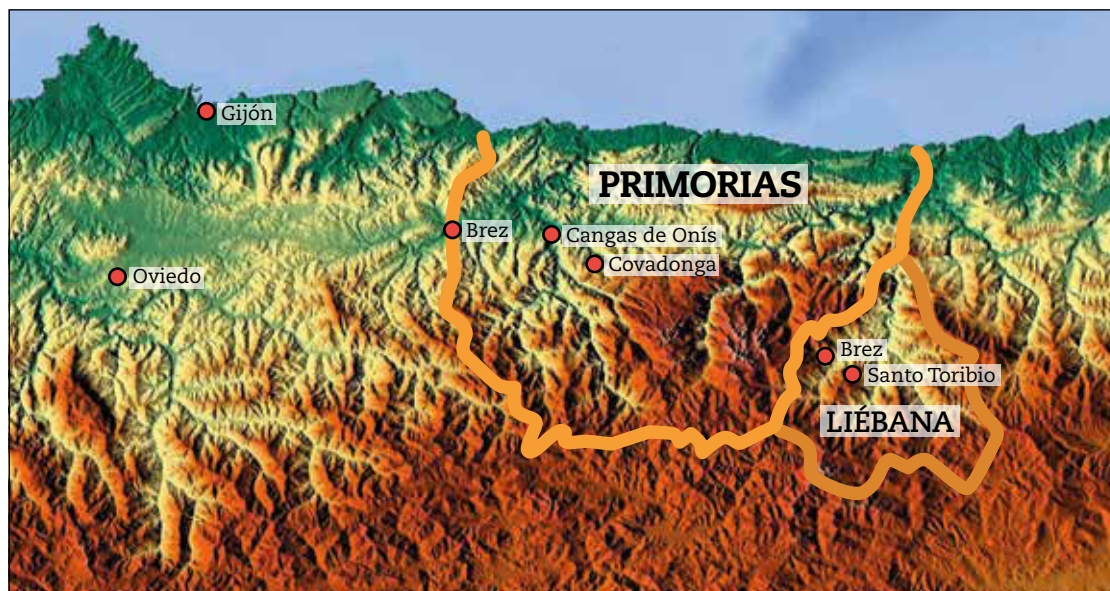 Gijón
PRIMORIAS
Brez
Cangas de Onís
Covadonga
Oviedo
Brez
Santo Toribio
LIÉBANA